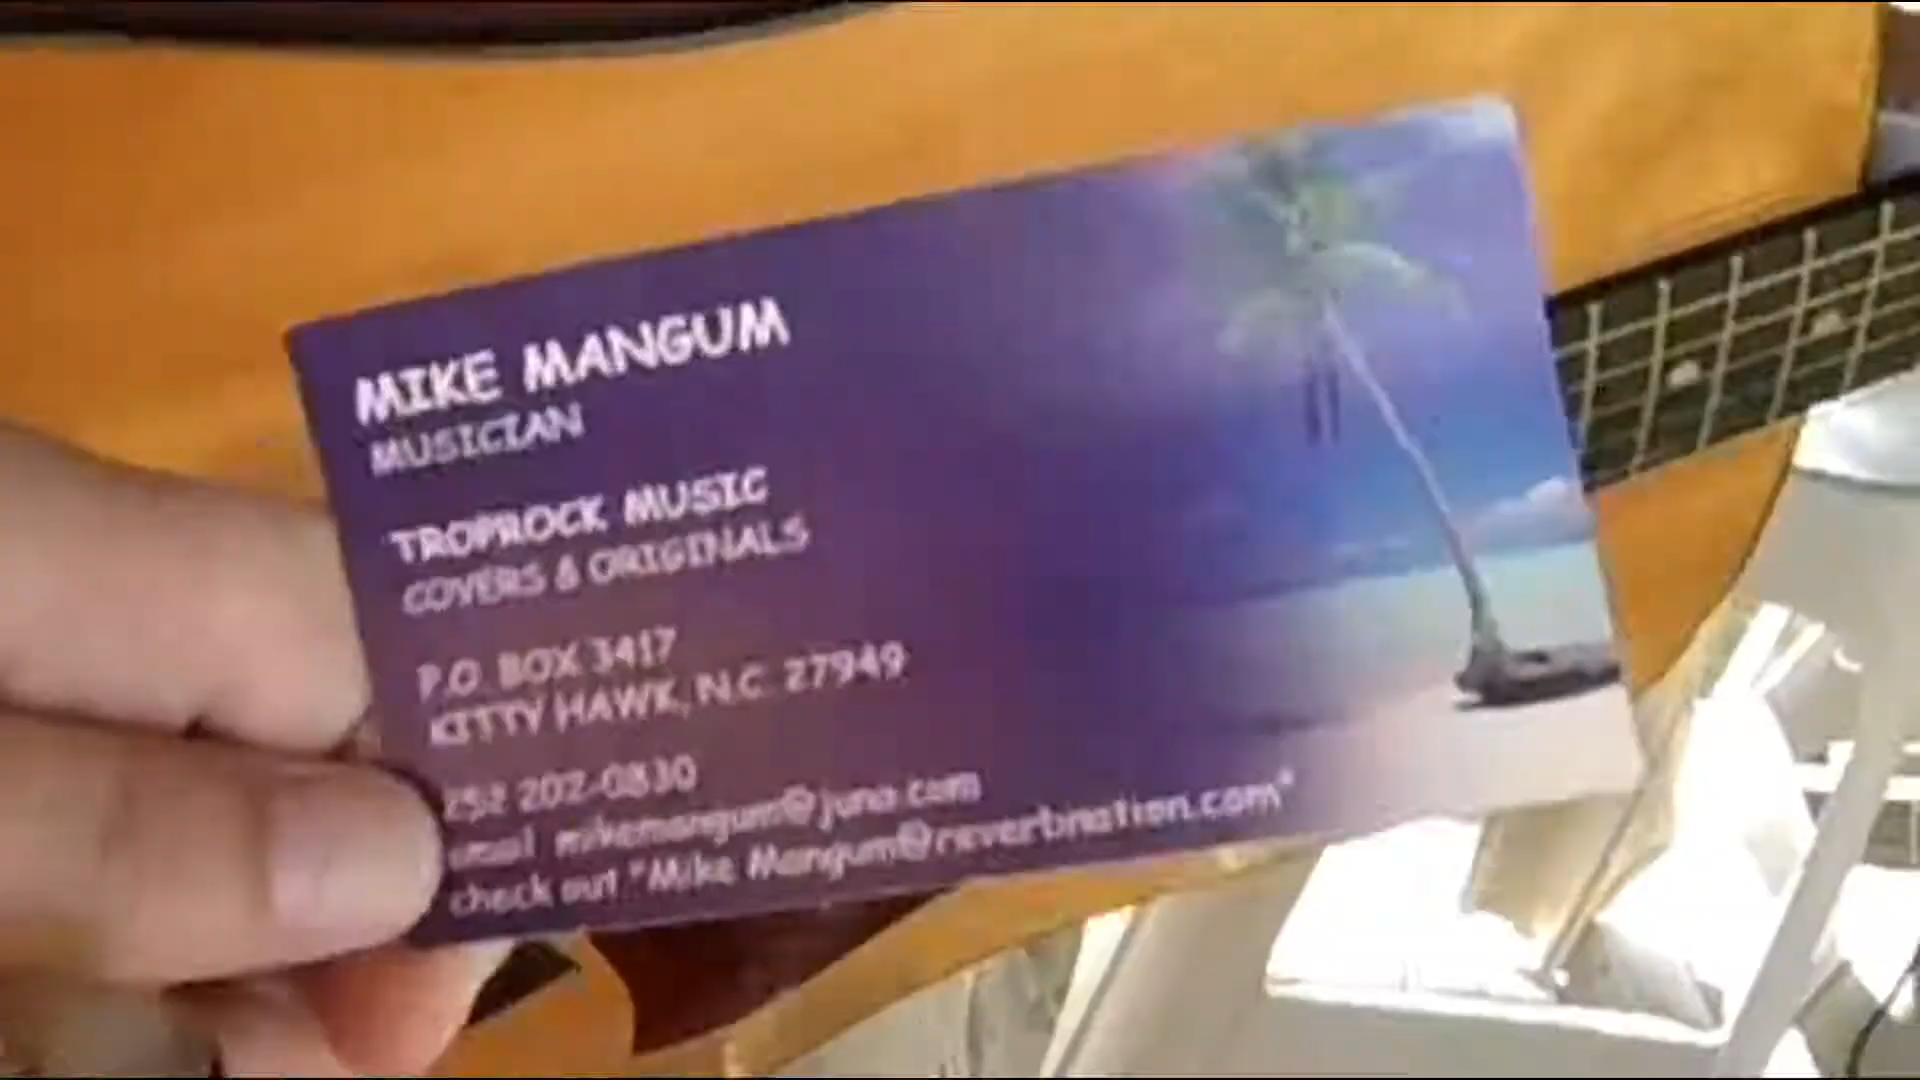 MIKE MANGUM
MUSICIAN
TROPROCK MUSIC
COVERS & ORIGINALS
P.O. BOX 3417
KITTY HAWK, N.C. 27949
252 202-0830
email mikemangum@juno.com
check out "Mike Mangum@reverbnation.com"